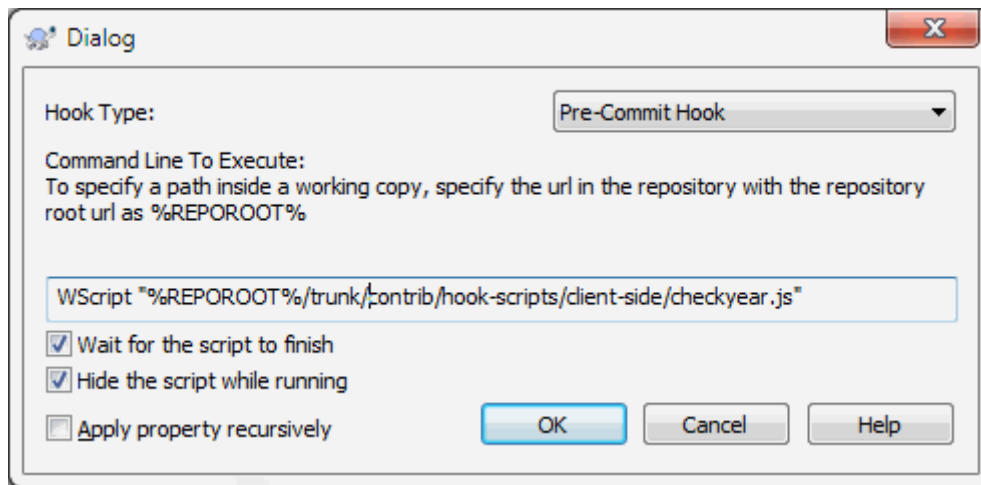 Dialog
Hook Type:
Pre-Commit Hook
Command Line To Execute:
To specify a path inside a working copy, specify the url in the repository with the repository
root url as %REPOROOT%
WScript "%REPOROOT%/trunk/contrib/hook-scripts/client-side/checkyear.js"
Wait for the script to finish
Hide the script while running
Apply property recursively
OK
Cancel
Help